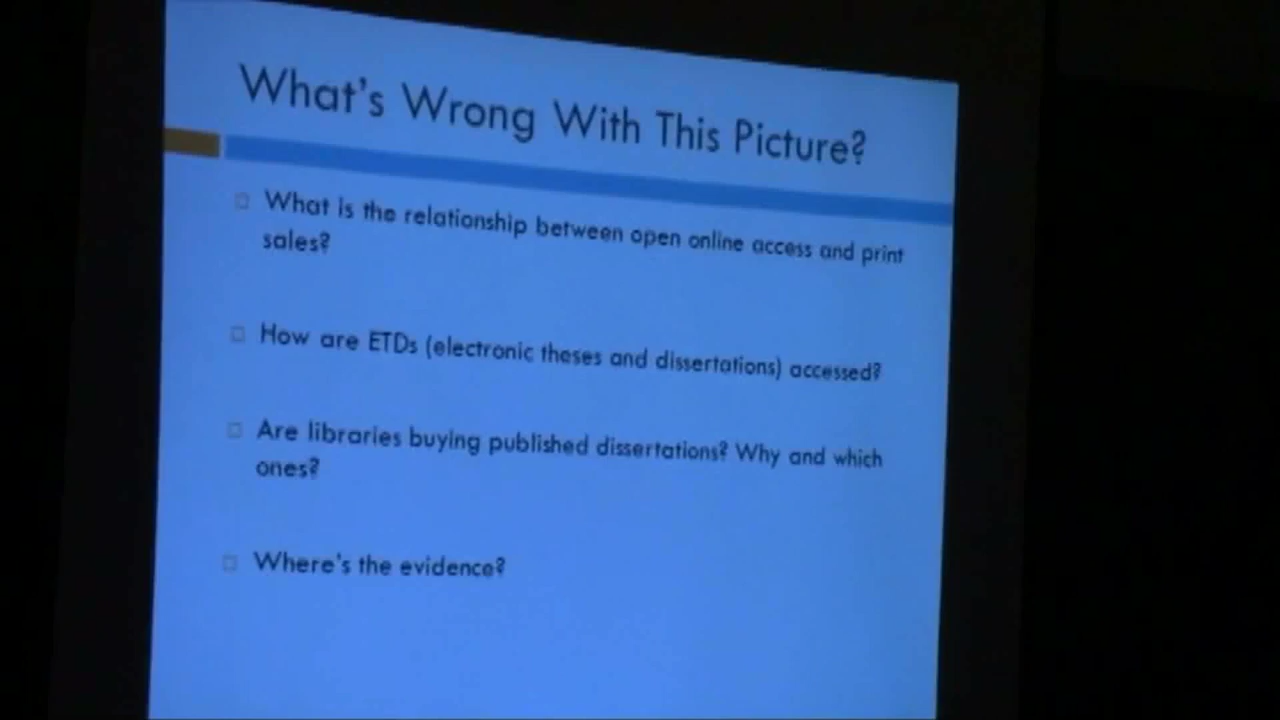 What's Wrong With This Picture?
What is the relationship between open online access and print
sales?
How are ETDs (electronic theses and dissertations) accessed?
Are libraries buying published dissertations? Why and which
ones?
Where's the evidence?